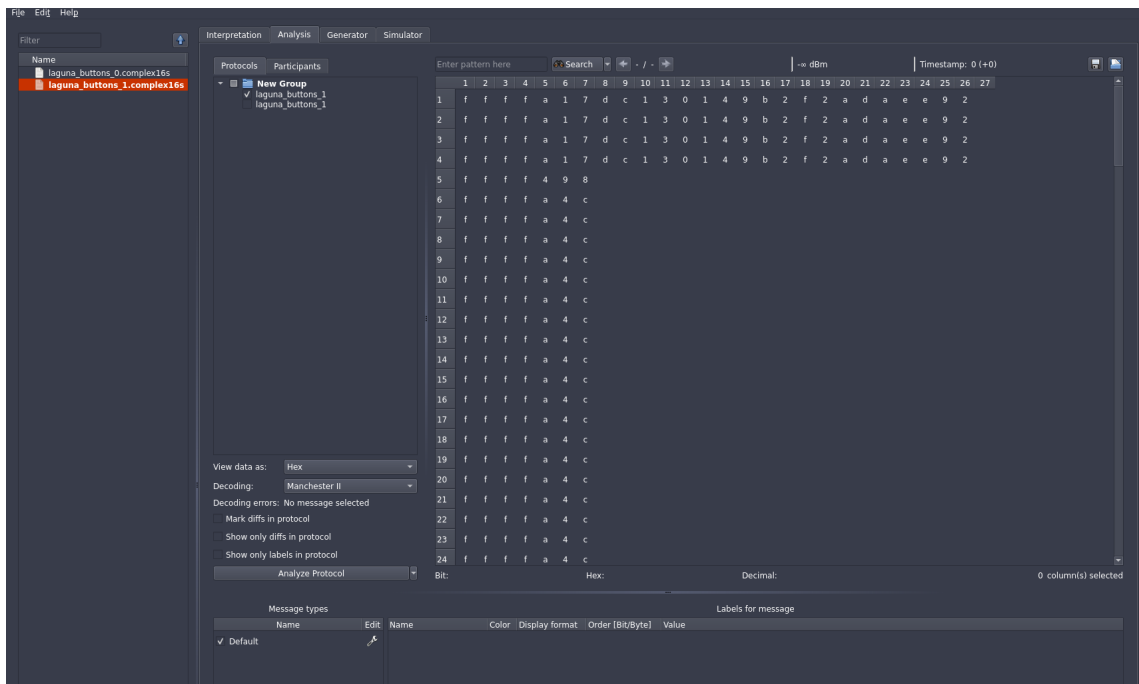 File Edit Help
Interpretation Analysis Generator Simulator
Filter
Name
laguna_buttons_0.complex16s
laguna_buttons_1.complex16s
Protocols Participants
New Group
laguna_buttons_1
laguna_buttons_1
Enter pattern here Search - / - -∞ dBm Timestamp: 0 (+0)
1 2 3 4 5 6 7 8 9 10 11 12 13 14 15 16 17 18 19 20 21 22 23 24 25 26 27
1 f f f f a 1 7 d c 1 3 0 1 4 9 b 2 f 2 a d a e e 9 2
2 f f f f a 1 7 d c 1 3 0 1 4 9 b 2 f 2 a d a e e 9 2
3 f f f f a 1 7 d c 1 3 0 1 4 9 b 2 f 2 a d a e e 9 2
4 f f f f a 1 7 d c 1 3 0 1 4 9 b 2 f 2 a d a e e 9 2
5 f f f f 4 9 8
6 f f f f a 4 c
7 f f f f a 4 c
8 f f f f a 4 c
9 f f f f a 4 c
10 f f f f a 4 c
11 f f f f a 4 c
12 f f f f a 4 c
13 f f f f a 4 c
14 f f f f a 4 c
15 f f f f a 4 c
16 f f f f a 4 c
17 f f f f a 4 c
18 f f f f a 4 c
19 f f f f a 4 c
20 f f f f a 4 c
21 f f f f a 4 c
22 f f f f a 4 c
23 f f f f a 4 c
24 f f f f a 4 c
View data as: Hex
Decoding: Manchester II
Decoding errors: No message selected
Mark diffs in protocol
Show only diffs in protocol
Show only labels in protocol
Analyze Protocol
Bit: Hex: Decimal: 0 column(s) selected
Message types
Name Edit
Default
Labels for message
Name Color Display format Order [Bit/Byte] Value